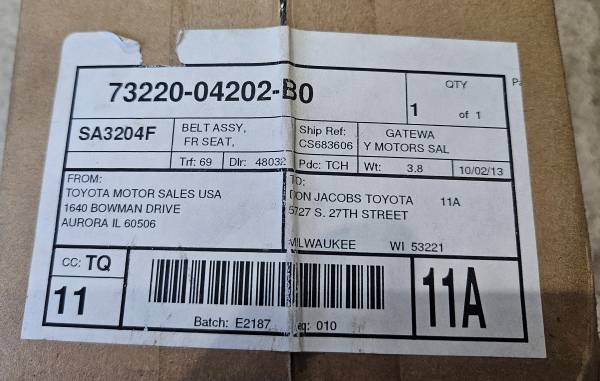 73220-04202-B0
QTY
1 of 1
SA3204F
BELT ASSY,
FR SEAT,
Ship Ref:
CS683606
GATEWA
Y MOTORS SAL
Trf: 69 Dlr: 48032 Pdc: TCH Wt: 3.8 10/02/13
FROM:
TOYOTA MOTOR SALES USA
1640 BOWMAN DRIVE
AURORA IL 60506
TO:
DON JACOBS TOYOTA 11A
5727 S. 27TH STREET
MILWAUKEE WI 53221
CC: TQ
11
Batch: E2187 eq: 010
11A